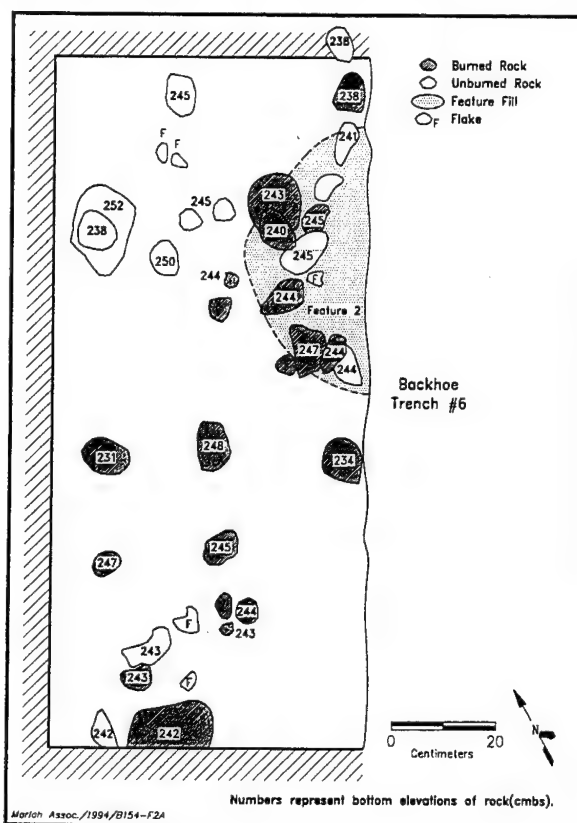 238
Burned Rock
Unburned Rock
Feature Fill
F Flake
245
238
241
F
F
243
252
245
245
238
240
245
250
244
F
244
Feature 2
247
244
244
Backhoe
Trench #6
231
248
234
245
247
244
F
243
243
243
F
242
242
N
0 20
Centimeters
Numbers represent bottom elevations of rock(cmbs).
Mariah Assoc./1994/B154-F2A